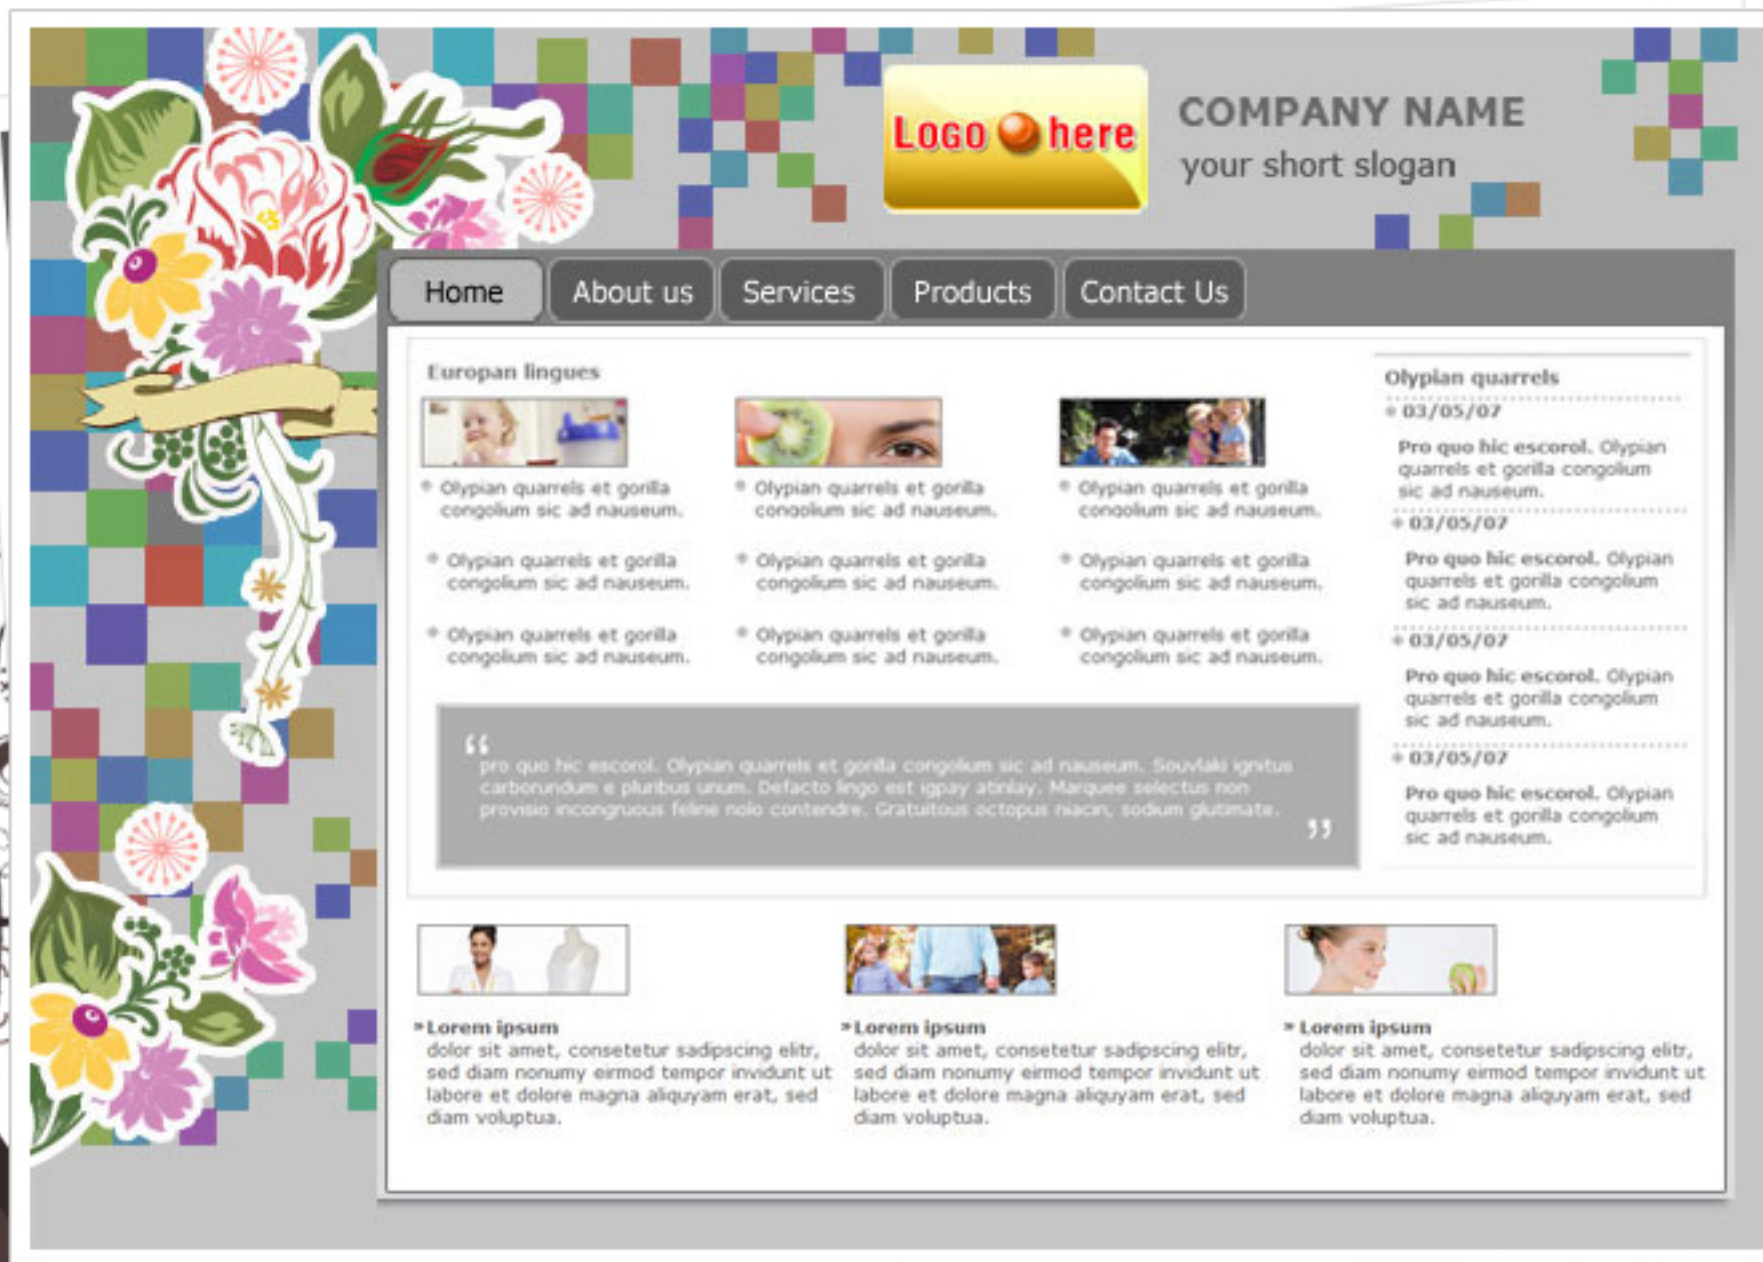 Logo here
COMPANY NAME
your short slogan
Home
About us
Services
Products
Contact Us
Europan lingues
Olypian quarrels et gorilla
congolium sic ad nauseum.
Olypian quarrels et gorilla
congolium sic ad nauseum.
Olypian quarrels et gorilla
congolium sic ad nauseum.
Olypian quarrels et gorilla
congolium sic ad nauseum.
Olypian quarrels et gorilla
congolium sic ad nauseum.
Olypian quarrels et gorilla
congolium sic ad nauseum.
Olypian quarrels et gorilla
congolium sic ad nauseum.
Olypian quarrels et gorilla
congolium sic ad nauseum.
Olypian quarrels et gorilla
congolium sic ad nauseum.
“
pro quo hic escorol. Olypian quarrels et gorilla congolium sic ad nauseum. Souvlaki ignitus
carborundum e pluribus unum. Defacto lingo est igpay atinlay. Marquee selectus non
provisio incongruous feline nolo contendre. Gratuitous octopus niacin, sodium glutimate.
”
Olypian quarrels
03/05/07
Pro quo hic escorol. Olypian
quarrels et gorilla congolium
sic ad nauseum.
03/05/07
Pro quo hic escorol. Olypian
quarrels et gorilla congolium
sic ad nauseum.
03/05/07
Pro quo hic escorol. Olypian
quarrels et gorilla congolium
sic ad nauseum.
03/05/07
Pro quo hic escorol. Olypian
quarrels et gorilla congolium
sic ad nauseum.
» Lorem ipsum
dolor sit amet, consetetur sadipscing elitr,
sed diam nonumy eirmod tempor invidunt ut
labore et dolore magna aliquyam erat, sed
diam voluptua.
» Lorem ipsum
dolor sit amet, consetetur sadipscing elitr,
sed diam nonumy eirmod tempor invidunt ut
labore et dolore magna aliquyam erat, sed
diam voluptua.
» Lorem ipsum
dolor sit amet, consetetur sadipscing elitr,
sed diam nonumy eirmod tempor invidunt ut
labore et dolore magna aliquyam erat, sed
diam voluptua.